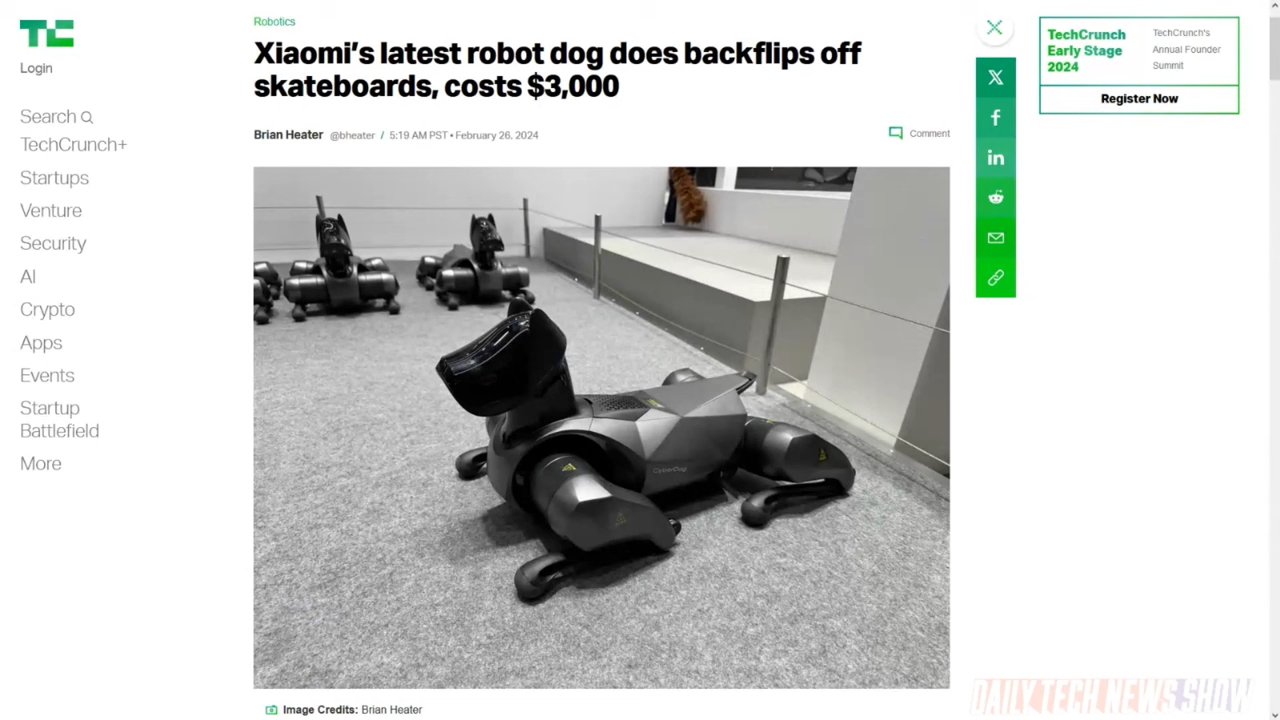 TC
Login
Search
TechCrunch+
Startups
Venture
Security
AI
Crypto
Apps
Events
Startup
Battlefield
More
Robotics
Xiaomi’s latest robot dog does backflips off
skateboards, costs $3,000
Brian Heater @bheater / 5:19 AM PST • February 26, 2024
Comment
CyberDog
Image Credits: Brian Heater
X
f
in
TechCrunch
Early Stage
2024
TechCrunch's
Annual Founder
Summit
Register Now
DAILY TECH NEWS SHOW